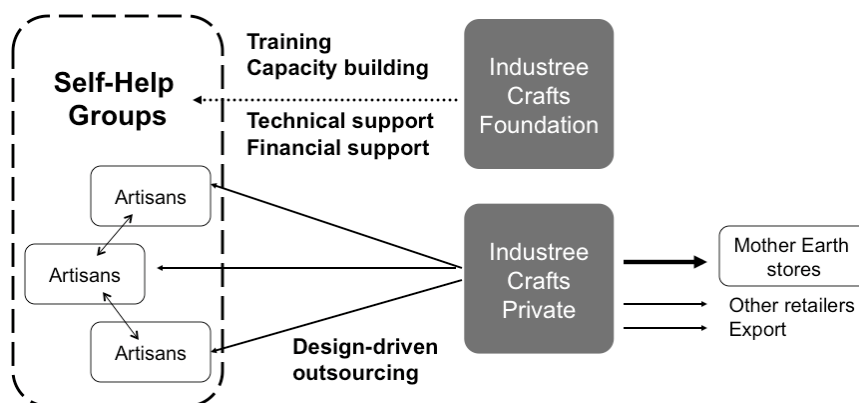 Self-Help
Groups
Artisans
Artisans
Artisans
Training
Capacity building
Technical support
Financial support
Design-driven
outsourcing
Industree
Crafts
Foundation
Industree
Crafts
Private
Mother Earth
stores
Other retailers
Export